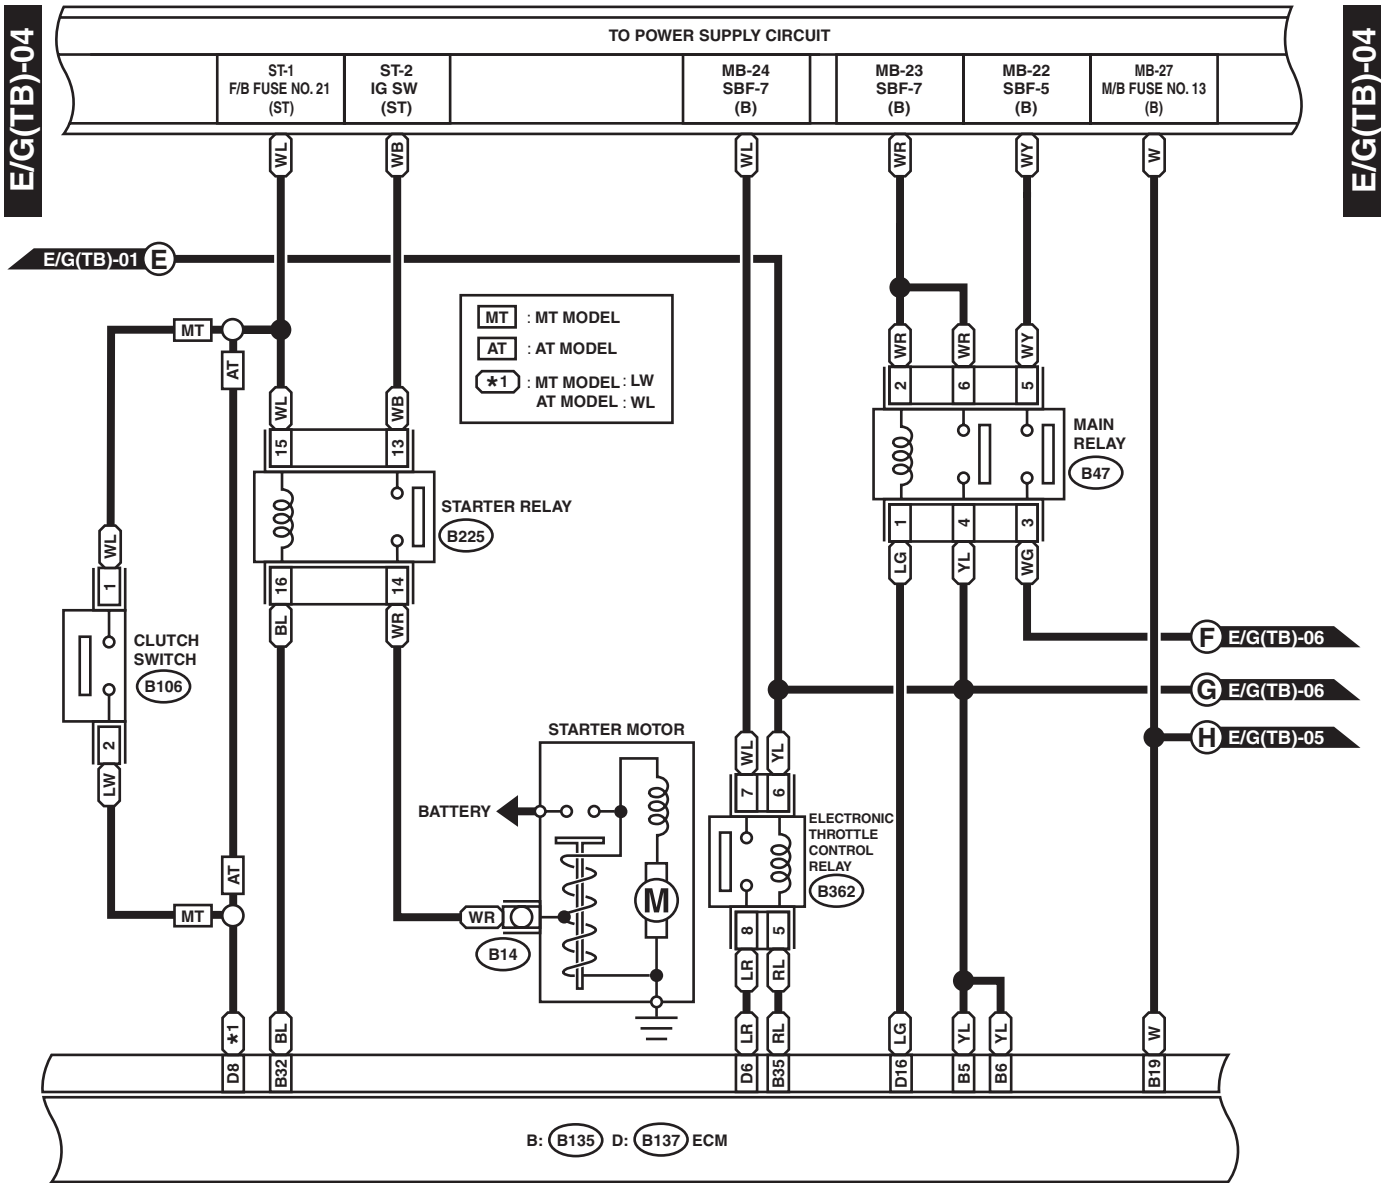 E/G(TB)-04
E/G(TB)-04
TO POWER SUPPLY CIRCUIT
ST-1
F/B FUSE NO. 21
(ST)
ST-2
IG SW
(ST)
MB-24
SBF-7
(B)
MB-23
SBF-7
(B)
MB-22
SBF-5
(B)
MB-27
M/B FUSE NO. 13
(B)
WL
WB
WL
WR
WY
W
E/G(TB)-01 E
MT
AT
MT : MT MODEL
AT : AT MODEL
*1 : MT MODEL : LW
AT MODEL : WL
WL
WB
15
13
STARTER RELAY
B225
16
14
BL
WR
WR
WR
WY
2
6
5
MAIN
RELAY
B47
1
4
3
LG
YL
WG
WL
1
CLUTCH
SWITCH
B106
2
LW
F E/G(TB)-06
G E/G(TB)-06
H E/G(TB)-05
STARTER MOTOR
BATTERY
M
WR
B14
WL
YL
7
6
ELECTRONIC
THROTTLE
CONTROL
RELAY
B362
8
5
LR
RL
AT
MT
*1
BL
LR
RL
LG
YL
YL
W
D8
B32
D6
B35
D16
B5
B6
B19
B: B135 D: B137 ECM